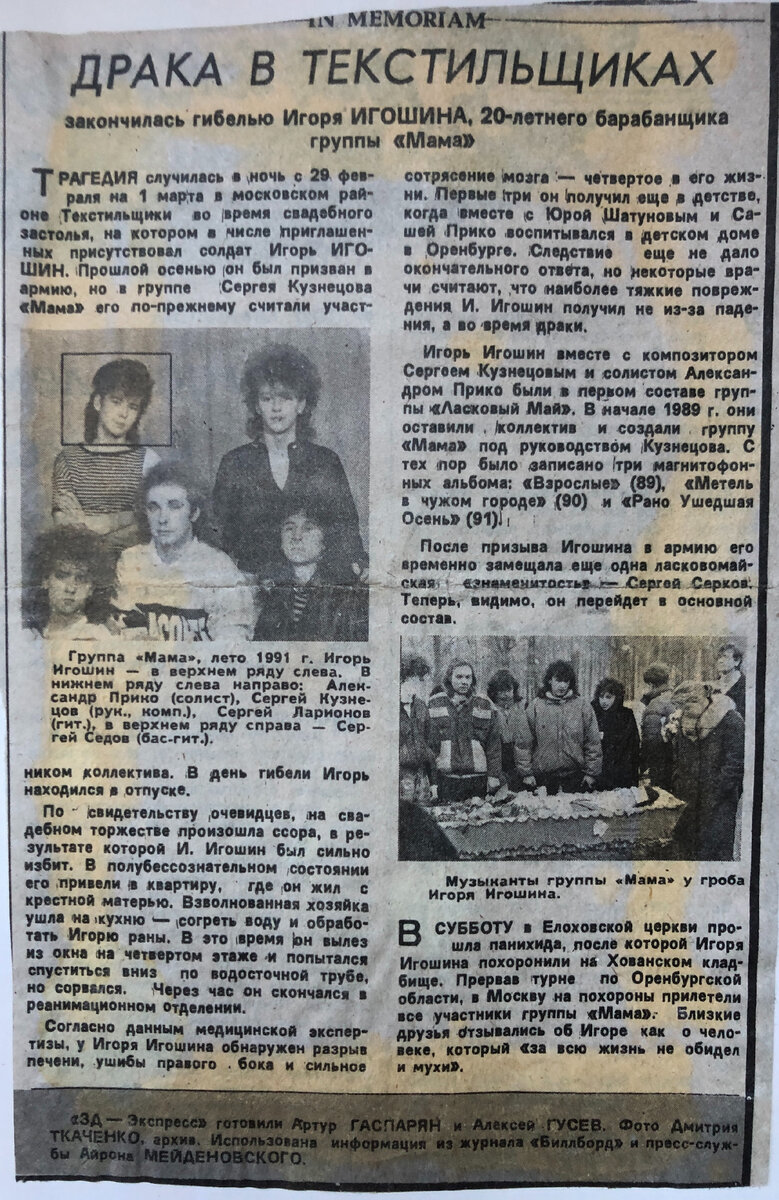 IN MEMORIAM
ДРАКА В ТЕКСТИЛЬЩИКАХ
закончилась гибелью Игоря ИГОШИНА, 20-летнего барабанщика
группы «Мама»
ТРАГЕДИЯ случилась в ночь с 29 фев-
раля на 1 марта в московском рай-
оне Текстильщики во время свадебного
застолья, на котором в числе приглашен-
ных присутствовал солдат Игорь ИГО-
ШИН. Прошлой осенью он был призван в
армию, но в группе Сергея Кузнецова
«Мама» его по-прежнему считали участ-
Группа «Мама», лето 1991 г. Игорь
Игошин — в верхнем ряду слева. В
нижнем ряду слева направо: Алек-
сандр Прико (солист), Сергей Кузне-
цов (рук., комп.), Сергей Ларионов
(гит.), в верхнем ряду справа — Сер-
гей Седов (бас-гит.).
ником коллектива. В день гибели Игорь
находился в отпуске.
По свидетельству очевидцев, на сва-
дебном торжестве произошла ссора, в ре-
зультате которой И. Игошин был сильно
избит. В полубессознательном состоянии
его привели в квартиру, где он жил с
крестной матерью. Взволнованная хозяйка
ушла на кухню — согреть воду и обрабо-
тать Игорю раны. В это время он вылез
из окна на четвертом этаже и попытался
спуститься вниз по водосточной трубе,
но сорвался. Через час он скончался в
реанимационном отделении.
Согласно данным медицинской экспер-
тизы, у Игоря Игошина обнаружен разрыв
печени, ушибы правого бока и сильное
сотрясение мозга — четвертое в его жиз-
ни. Первые три он получил еще в детстве,
когда вместе с Юрой Шатуновым и Са-
шей Прико воспитывался в детском доме
в Оренбурге. Следствие еще не дало
окончательного ответа, но некоторые вра-
чи считают, что наиболее тяжкие повреж-
дения И. Игошин получил не из-за паде-
ния, а во время драки.
Игорь Игошин вместе с композитором
Сергеем Кузнецовым и солистом Алексан-
дром Прико были в первом составе груп-
пы «Ласковый Май». В начале 1989 г. они
оставили коллектив и создали группу
«Мама» под руководством Кузнецова. С
тех пор было записано три магнитофон-
ных альбома: «Взрослые» (89), «Метель
в чужом городе» (90) и «Рано Ушедшая
Осень» (91).
После призыва Игошина в армию его
временно замещала еще одна ласковомай-
ская «знаменитость» — Сергей Серков.
Теперь, видимо, он перейдет в основной
состав.
Музыканты группы «Мама» у гроба
Игоря Игошина.
В СУББОТУ в Елоховской церкви про-
шла панихида, после которой Игоря
Игошина похоронили на Хованском клад-
бище. Прервав турне по Оренбургской
области, в Москву на похороны прилетели
все участники группы «Мама». Близкие
друзья отзывались об Игоре как о чело-
веке, который «за всю жизнь не обидел
и мухи».
«ЗД — Экспресс» готовили Артур ГАСПАРЯН и Алексей ГУСЕВ. Фото Дмитрия
ТКАЧЕНКО, архив. Использована информация из журнала «Биллборд» и пресс-служ-
бы Айрона МЕЙДЕНОВСКОГО.